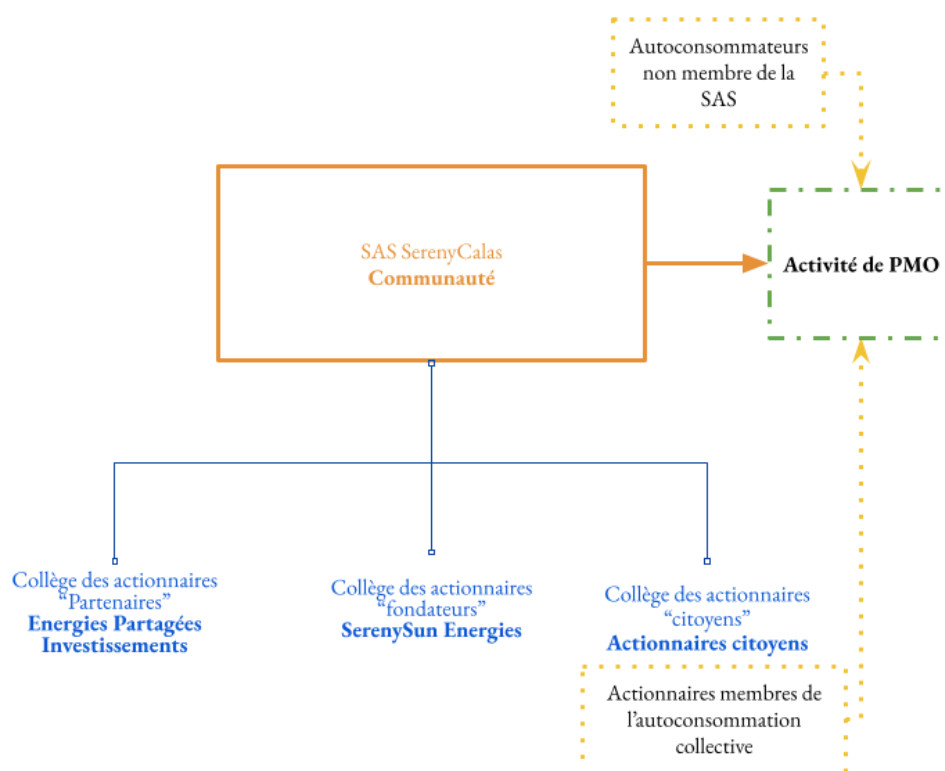 Autoconsommateurs
non membre de la
SAS
SAS SerenyCalas
Communauté
Activité de PMO
Collège des actionnaires
“Partenaires”
Energies Partagées
Investissements
Collège des actionnaires
“fondateurs”
SerenySun Energies
Collège des actionnaires
“citoyens”
Actionnaires citoyens
Actionnaires membres de
l’autoconsommation
collective